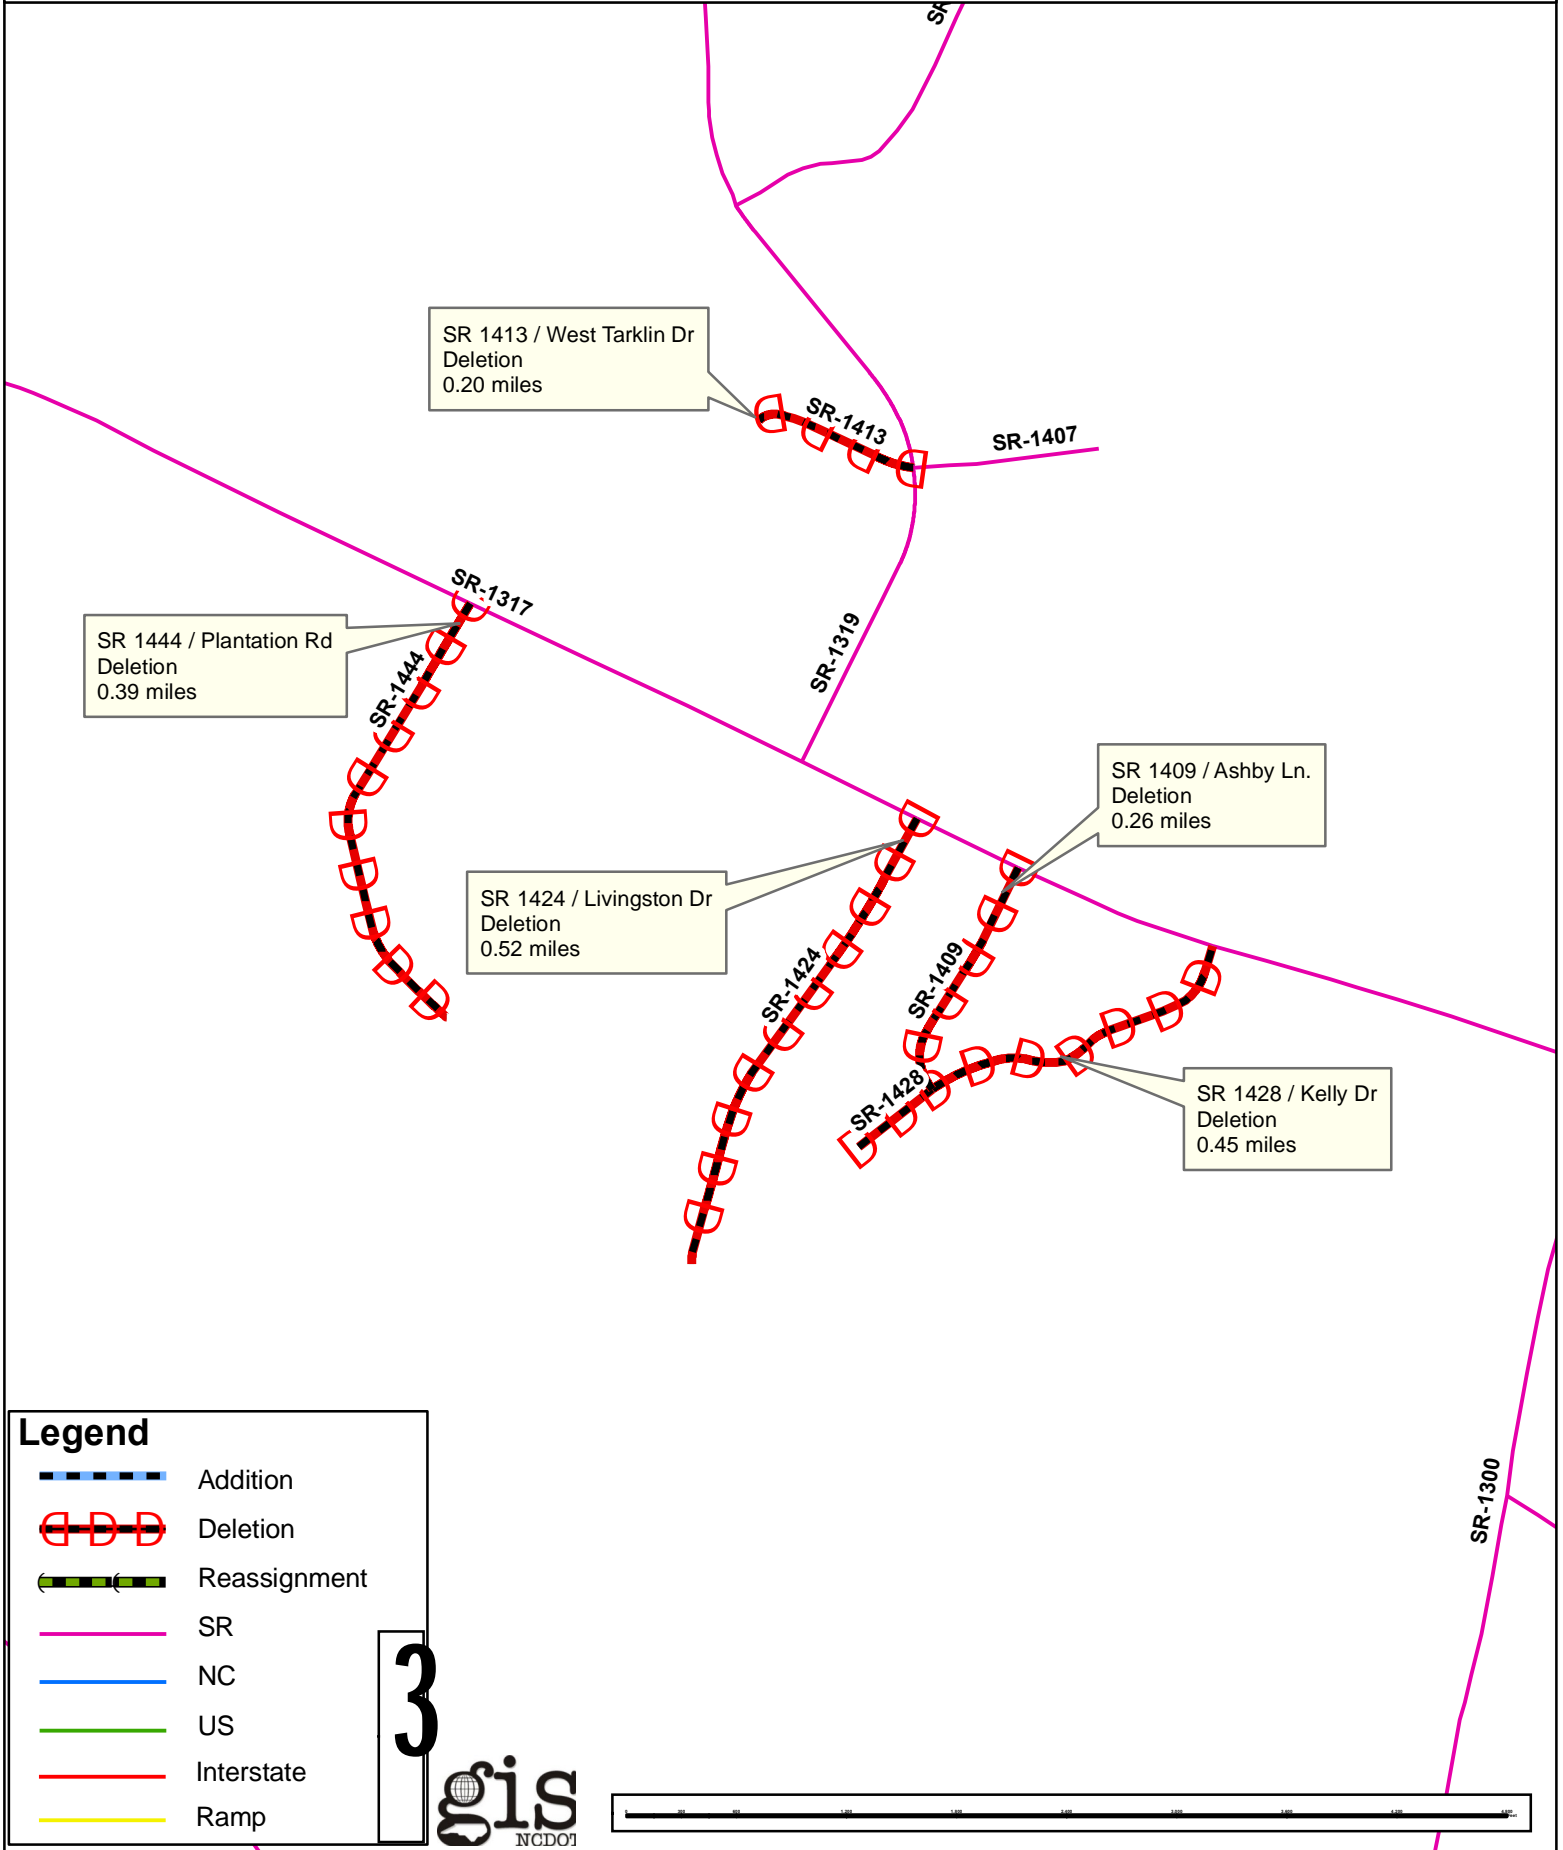 SR
SR 1413 / West Tarklin Dr
Deletion
0.20 miles
SR-1413
SR-1407
SR-1317
SR 1444 / Plantation Rd
Deletion
0.39 miles
SR-1444
SR-1319
SR 1409 / Ashby Ln.
Deletion
0.26 miles
SR 1424 / Livingston Dr
Deletion
0.52 miles
SR-1424
SR-1409
SR-1428
SR 1428 / Kelly Dr
Deletion
0.45 miles
SR-1300
Legend
Addition
Deletion
Reassignment
SR
NC
US
Interstate
Ramp
3
gis
NCDOT